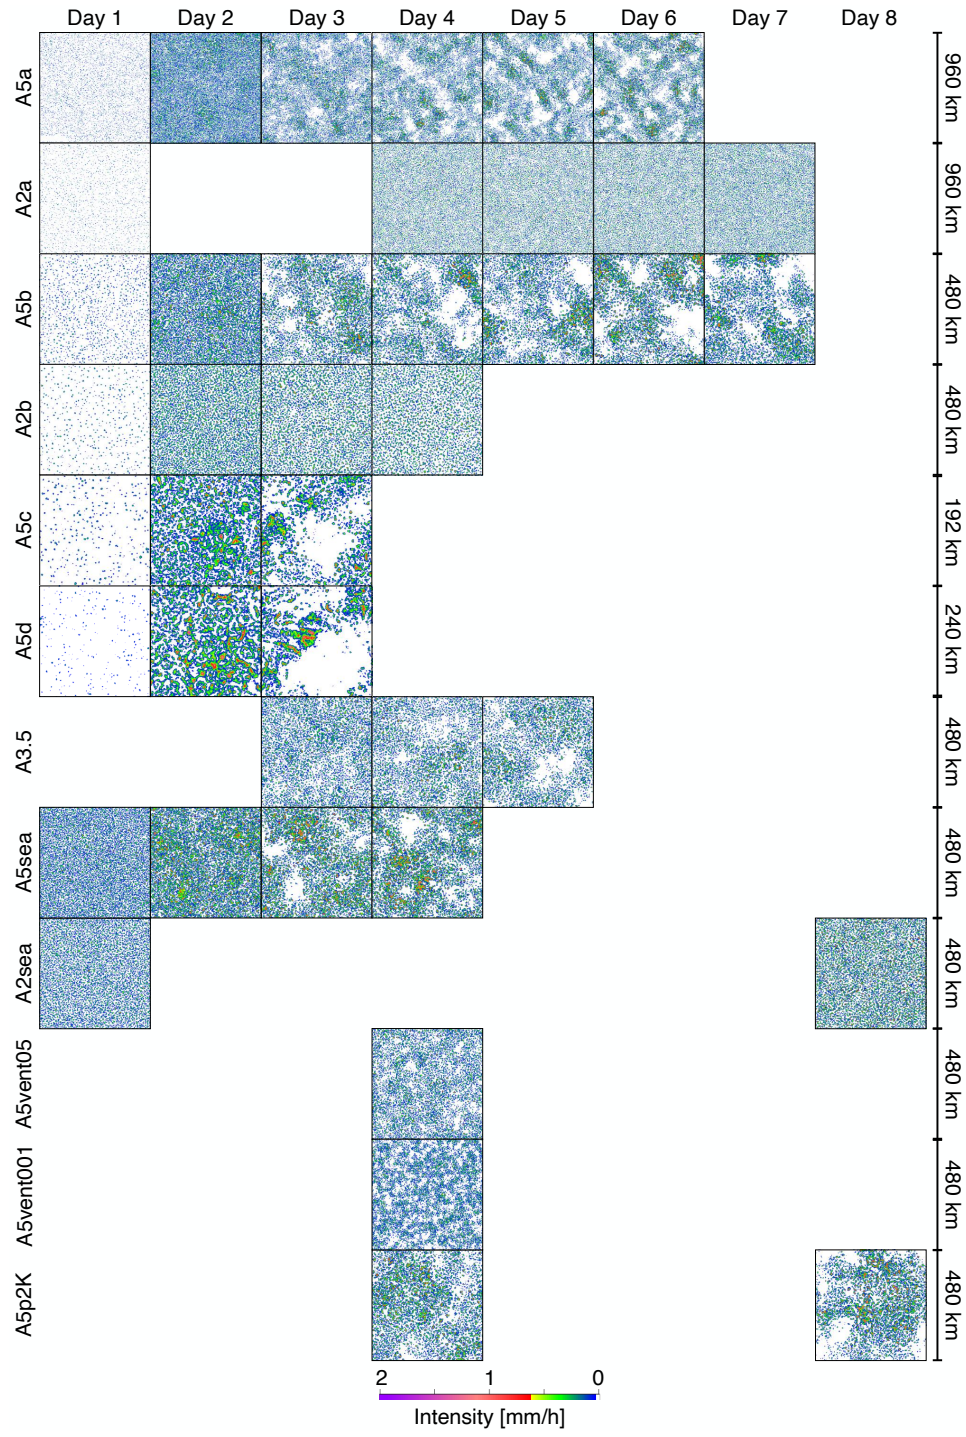 Day 1 Day 2 Day 3 Day 4 Day 5 Day 6 Day 7 Day 8
A5a 960 km
A2a 960 km
A5b 480 km
A2b 480 km
A5c 192 km
A5d 240 km
A3.5 480 km
A5sea 480 km
A2sea 480 km
A5vent05 480 km
A5vent001 480 km
A5p2K 480 km
2 1 0
Intensity [mm/h]